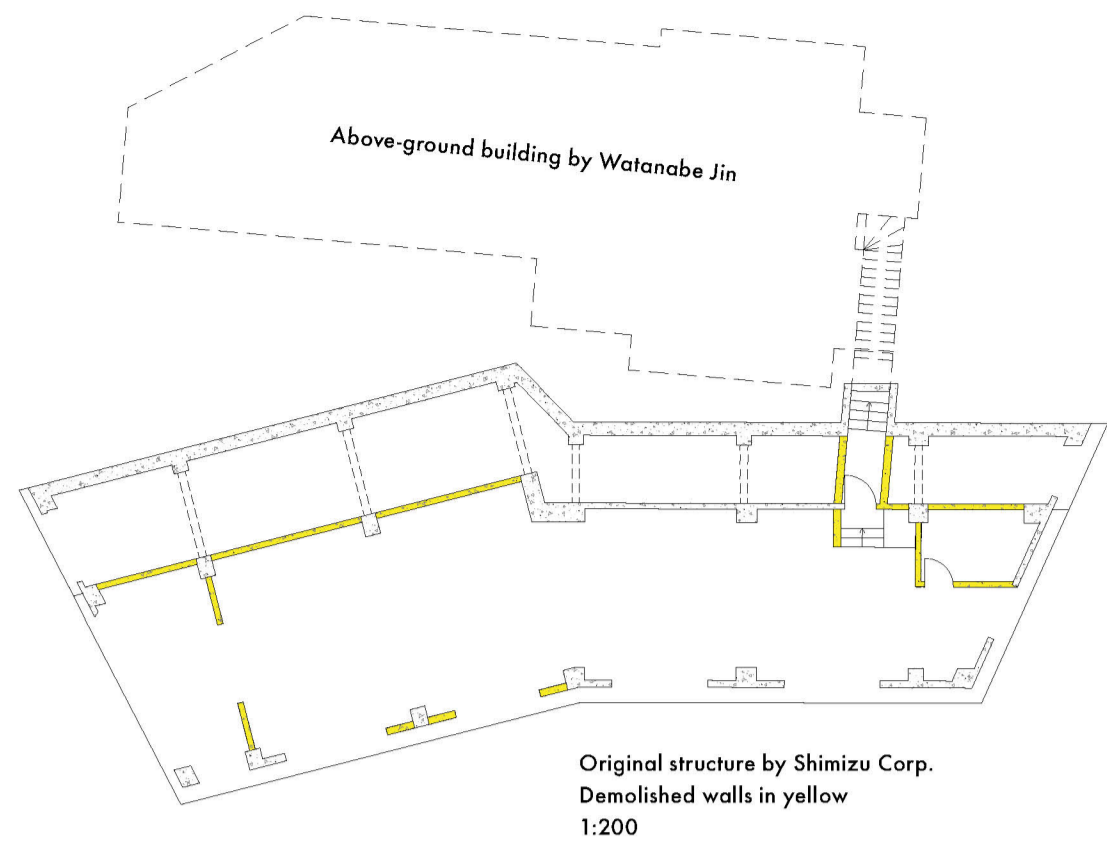 Above-ground building by Watanabe Jin
Original structure by Shimizu Corp.
Demolished walls in yellow
1:200